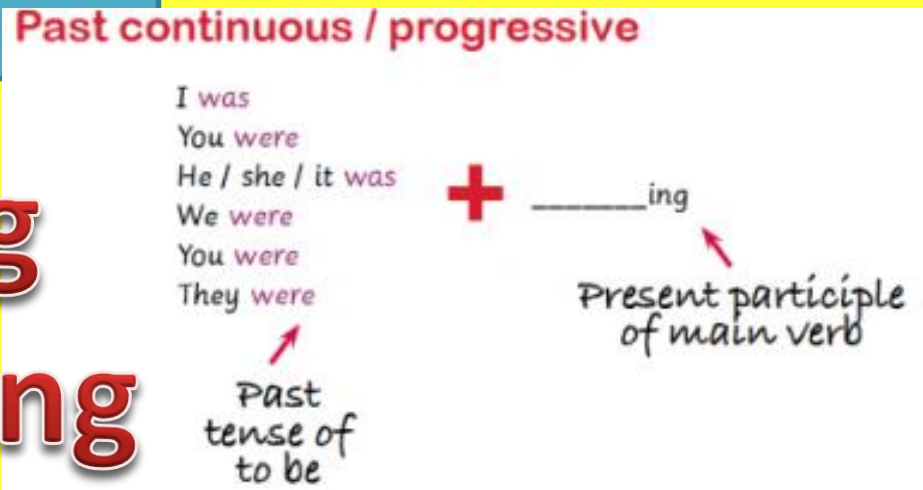 Past continuous / progressive
I was
You were
He / she / it was
We were
You were
They were
+ _______ing
Present participle
of main verb
Past
tense of
to be
g
ng